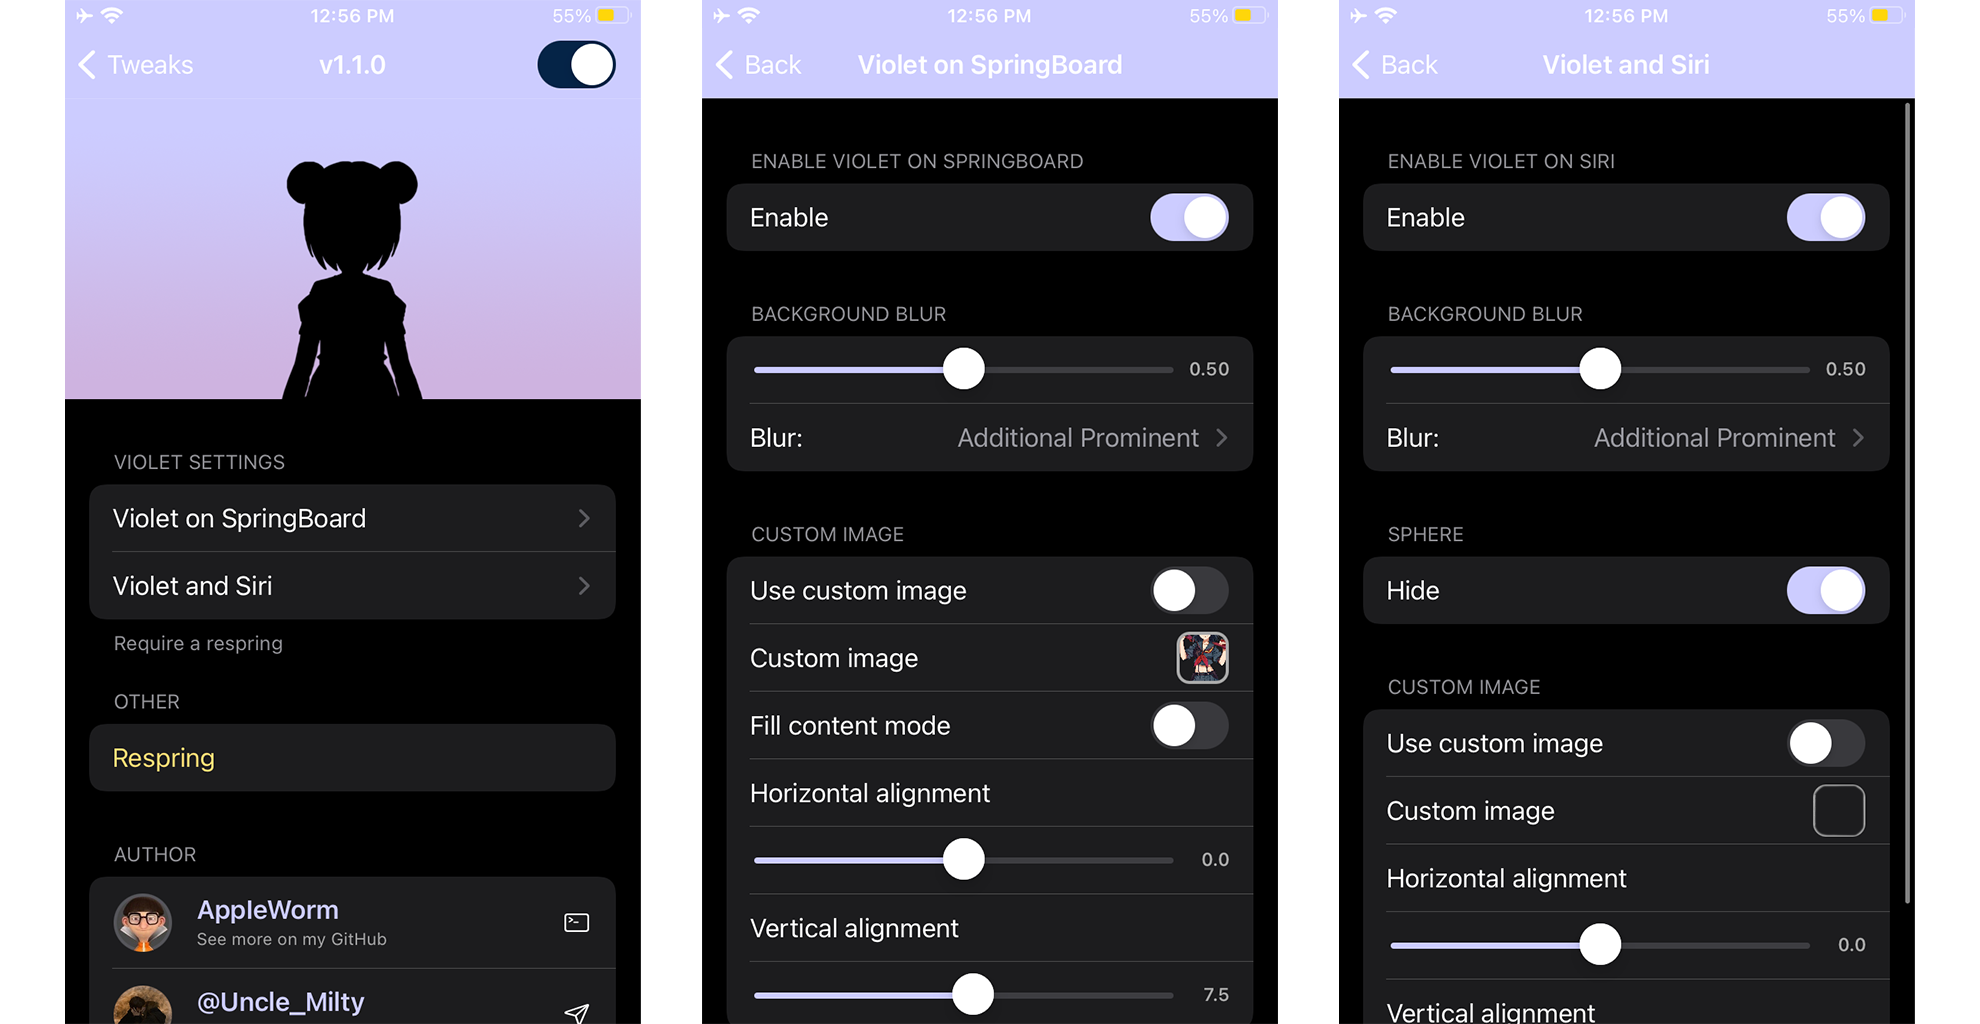 12:56 PM 55%
Tweaks v1.1.0
VIOLET SETTINGS
Violet on SpringBoard
Violet and Siri
Require a respring
OTHER
Respring
AUTHOR
AppleWorm
See more on my GitHub
@Uncle_Milty
12:56 PM 55%
Back Violet on SpringBoard
ENABLE VIOLET ON SPRINGBOARD
Enable
BACKGROUND BLUR
0.50
Blur: Additional Prominent
CUSTOM IMAGE
Use custom image
Custom image
Fill content mode
Horizontal alignment
0.0
Vertical alignment
7.5
12:56 PM 55%
Back Violet and Siri
ENABLE VIOLET ON SIRI
Enable
BACKGROUND BLUR
0.50
Blur: Additional Prominent
SPHERE
Hide
CUSTOM IMAGE
Use custom image
Custom image
Horizontal alignment
0.0
Vertical alignment